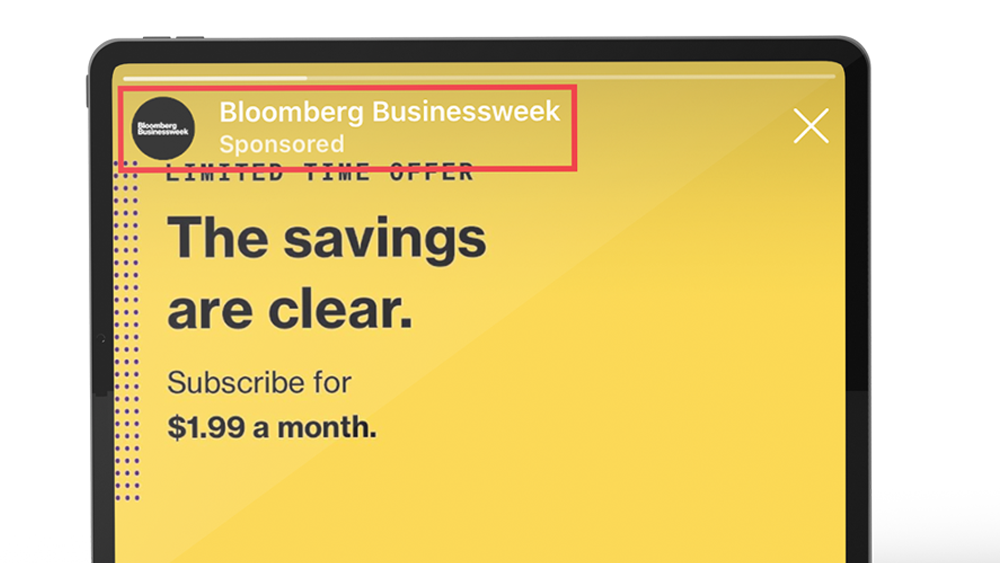 Bloomberg
Businessweek
Bloomberg Businessweek
Sponsored
LIMITED TIME OFFER
The savings
are clear.
Subscribe for
$1.99 a month.